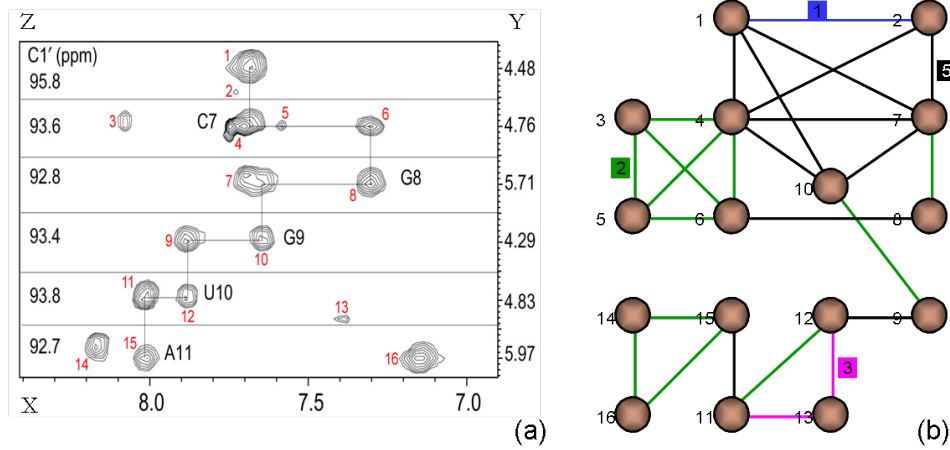 Z Y
C1′ (ppm)
95.8 1 2 4.48
93.6 3 C7 4 5 6 4.76
92.8 7 8 G8 5.71
93.4 9 10 G9 4.29
93.8 11 12 U10 13 4.83
92.7 14 15 A11 16 5.97
X 8.0 7.5 7.0
(a)
1 1 2
5
3 4 7
2
10
5 6 8
14 15 12 9
3
16 11 13
(b)